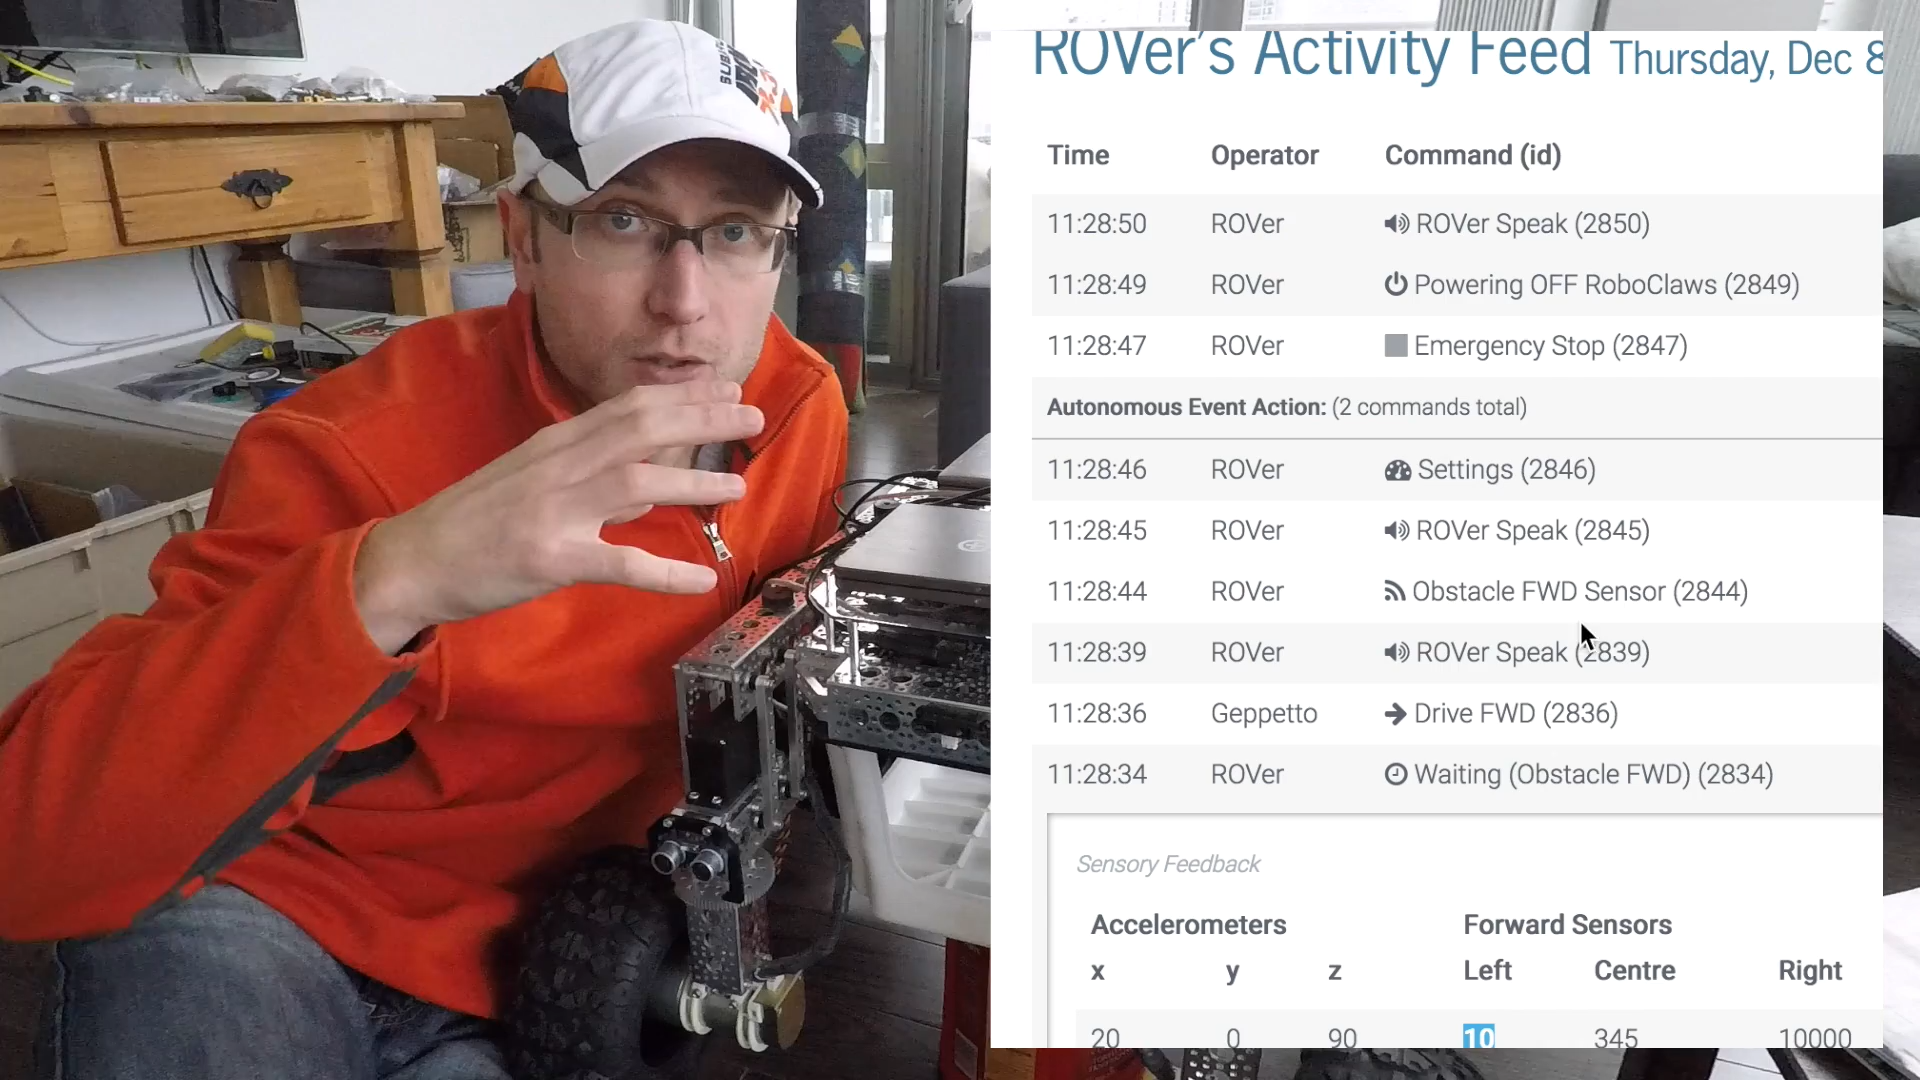 ROVer's Activity Feed Thursday, Dec 8
Time Operator Command (id)
11:28:50 ROVer ROVer Speak (2850)
11:28:49 ROVer Powering OFF RoboClaws (2849)
11:28:47 ROVer Emergency Stop (2847)
Autonomous Event Action: (2 commands total)
11:28:46 ROVer Settings (2846)
11:28:45 ROVer ROVer Speak (2845)
11:28:44 ROVer Obstacle FWD Sensor (2844)
11:28:39 ROVer ROVer Speak (2839)
11:28:36 Geppetto Drive FWD (2836)
11:28:34 ROVer Waiting (Obstacle FWD) (2834)
Sensory Feedback
Accelerometers Forward Sensors
x y z Left Centre Right
20 0 90 10 345 10000